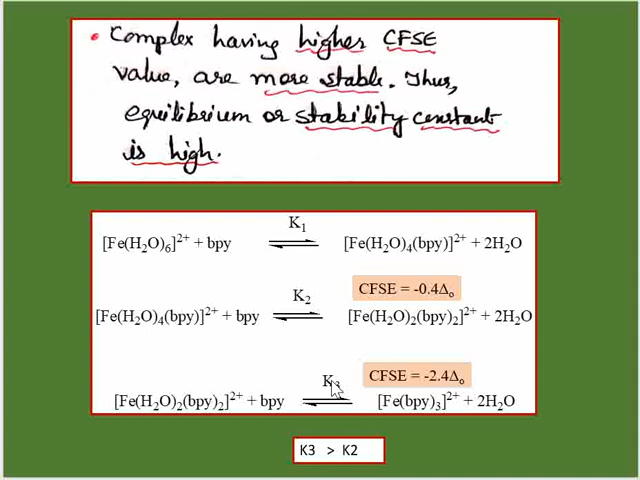 • Complex having higher CFSE
value, are more stable. Thus,
equilibrium or stability constant
is high.
K₁
[Fe(H₂O)₆]²⁺ + bpy ⇌ [Fe(H₂O)₄(bpy)]²⁺ + 2H₂O
CFSE = -0.4Δₒ
K₂
[Fe(H₂O)₄(bpy)]²⁺ + bpy ⇌ [Fe(H₂O)₂(bpy)₂]²⁺ + 2H₂O
CFSE = -2.4Δₒ
K₃
[Fe(H₂O)₂(bpy)₂]²⁺ + bpy ⇌ [Fe(bpy)₃]²⁺ + 2H₂O
K3 > K2